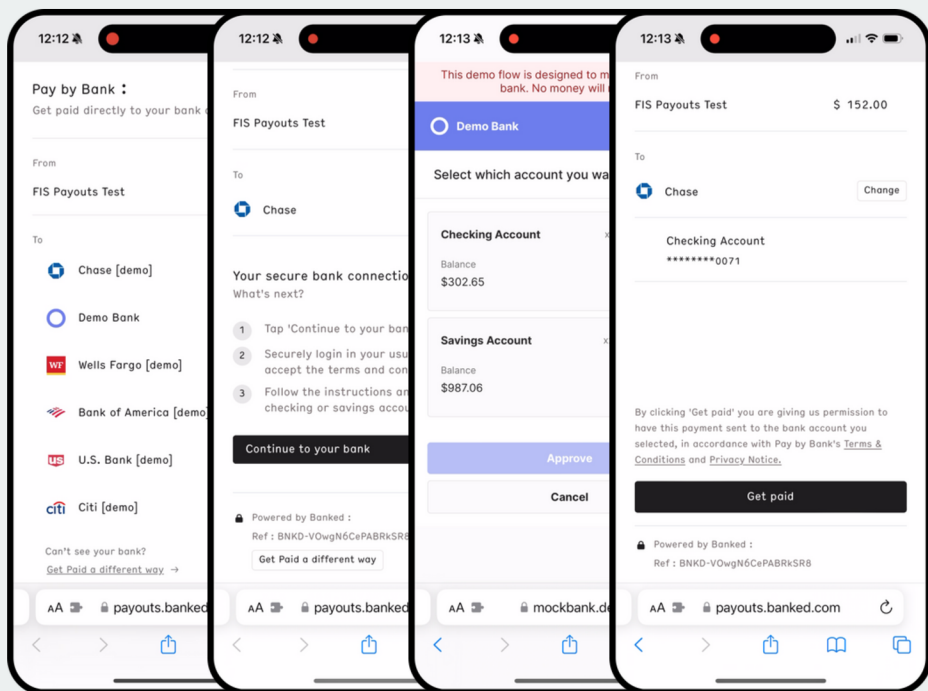 12:12
Pay by Bank :
Get paid directly to your bank
From
FIS Payouts Test
To
Chase [demo]
Demo Bank
WF
Wells Fargo [demo]
Bank of America [demo]
us
U.S. Bank [demo]
citi
Citi [demo]
Can't see your bank?
Get Paid a different way →
AA
payouts.banked
12:12
From
FIS Payouts Test
To
Chase
Your secure bank
What's next?
1 Tap 'Continue to your
2 Securely login in your
accept the terms and
3 Follow the instructions
checking or savings
Continue to your bank
Powered by Banked :
Ref : BNKD-VOwgN6CePABRkSR8
Get Paid a different way
AA
payouts.banked
12:13
This demo flow is designed to
bank. No money will
Demo Bank
Select which account you
Checking Account
x
Balance
$302.65
Savings Account
x
Balance
$987.06
Approve
Cancel
AA
mockbank.
12:13
From
FIS Payouts Test $ 152.00
To
Chase
Change
Checking Account
********0071
By clicking 'Get paid' you are giving us permission to
have this payment sent to the bank account you
selected, in accordance with Pay by Bank's Terms &
Conditions and Privacy Notice.
Get paid
Powered by Banked :
Ref : BNKD-VOwgN6CePABRkSR8
AA
payouts.banked.com